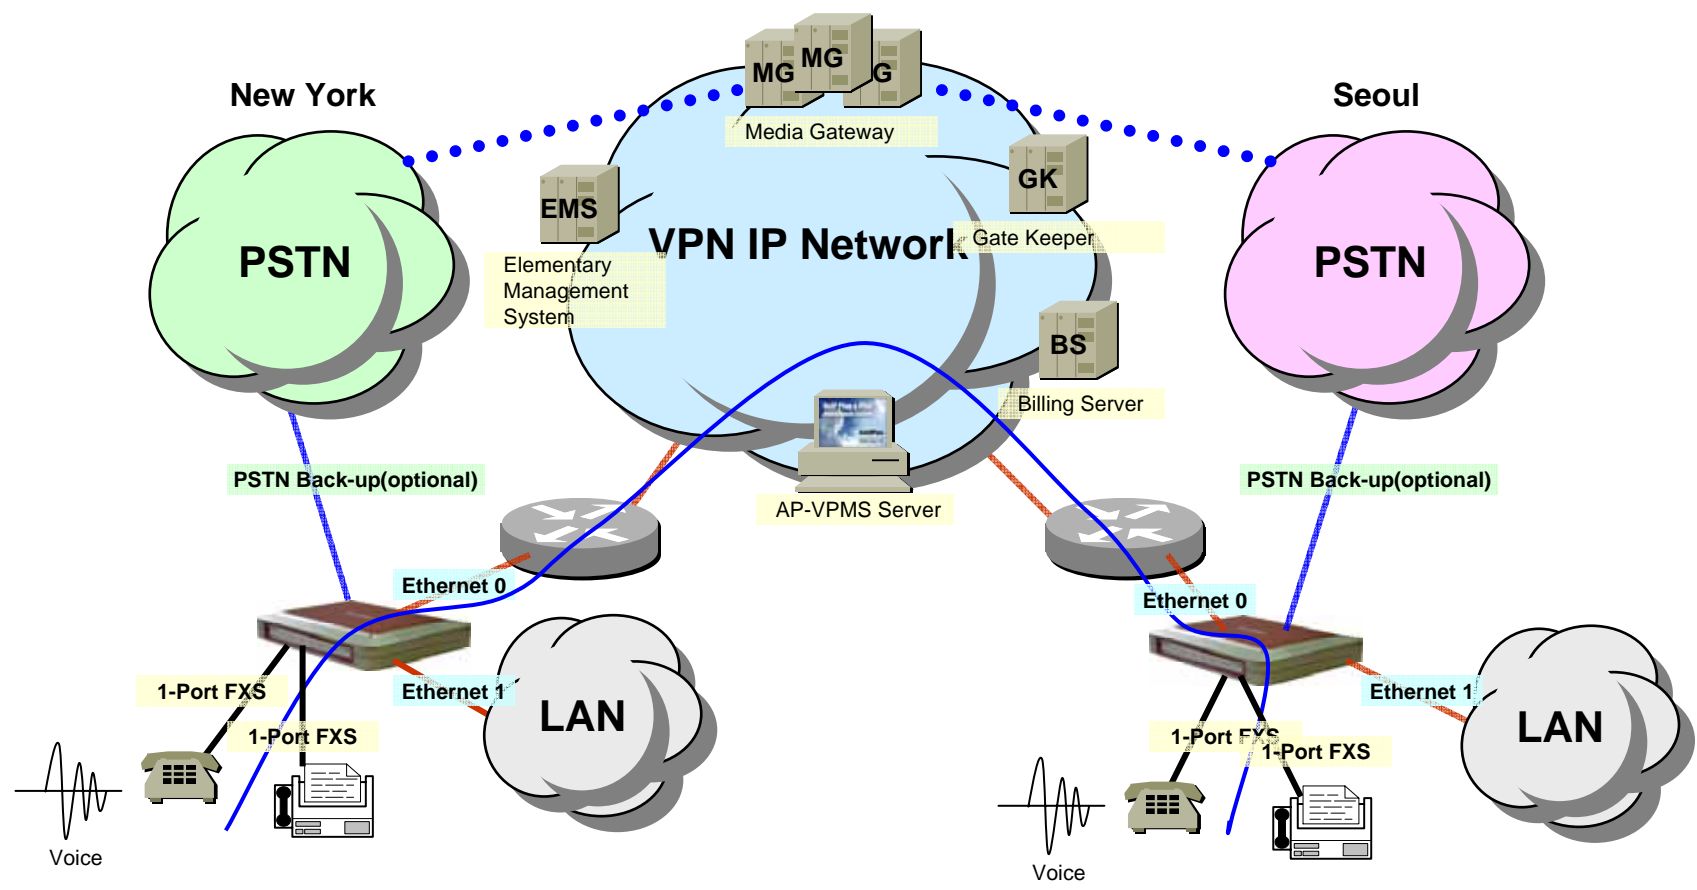 New York
Seoul
MG
MG
G
Media Gateway
EMS
GK
PSTN
VPN IP Network
Gate Keeper
PSTN
Elementary
Management
System
BS
Billing Server
PSTN Back-up(optional)
AP-VPMS Server
PSTN Back-up(optional)
Ethernet 0
Ethernet 0
1-Port FXS
Ethernet 1
LAN
1-Port FXS
Ethernet 1
LAN
1-Port FXS
1-Port FXS
Voice
Voice